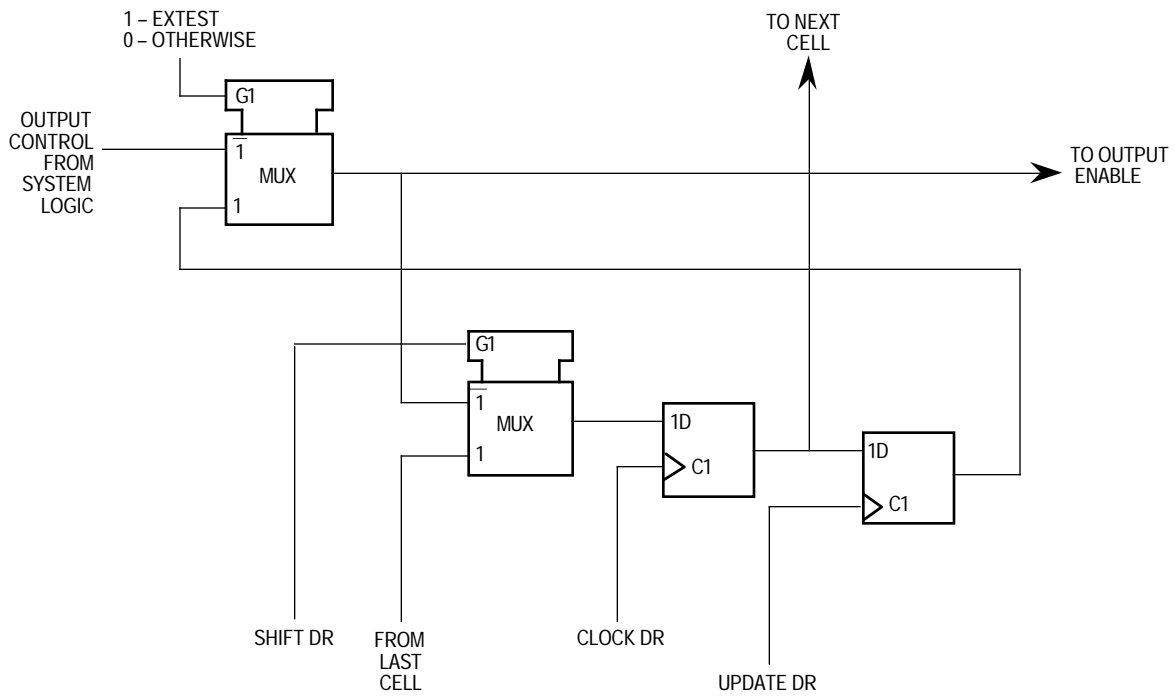 1 – EXTEST
0 – OTHERWISE
TO NEXT
CELL
G1
OUTPUT
CONTROL
FROM
SYSTEM
LOGIC
1
MUX
1
TO OUTPUT
ENABLE
G1
1
MUX
1
1D
C1
1D
C1
SHIFT DR
FROM
LAST
CELL
CLOCK DR
UPDATE DR